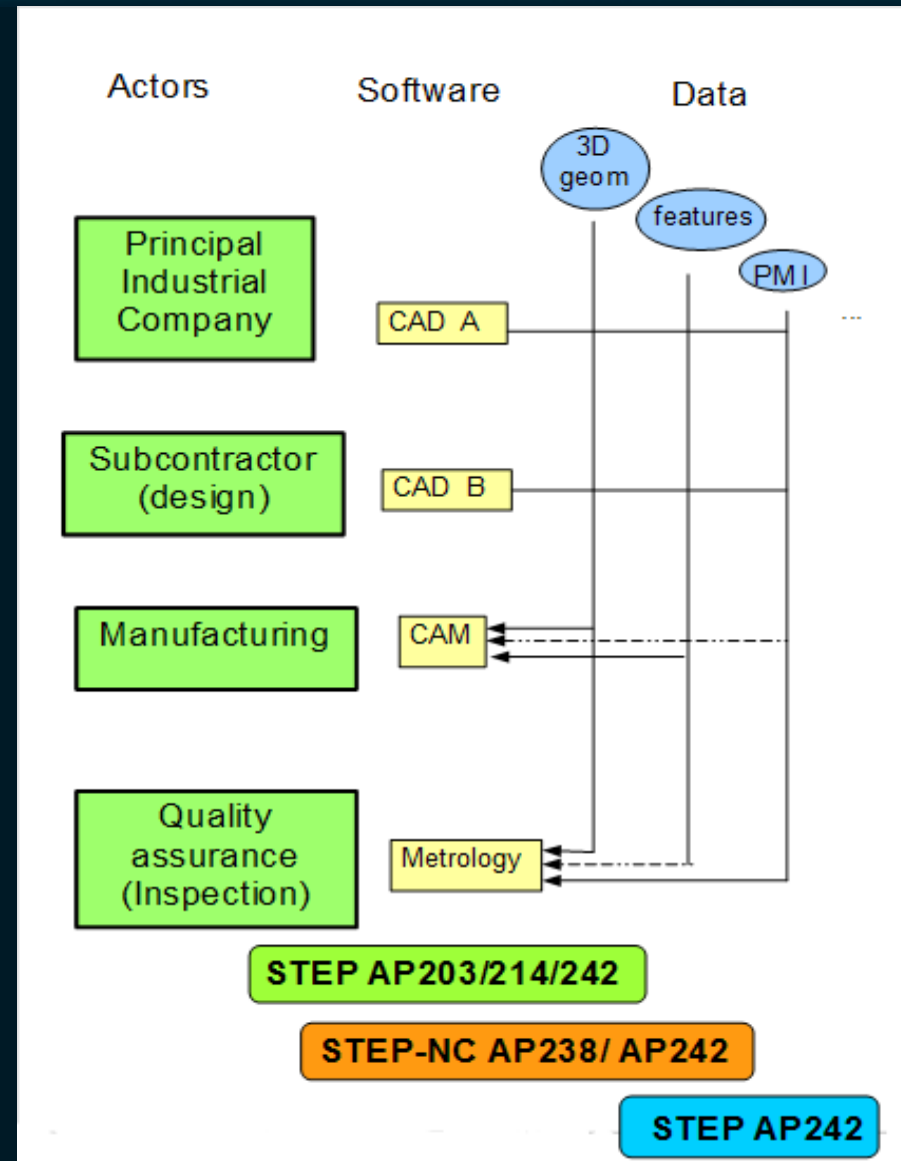 Actors
Software
Data
3D
geom
features
PMI
...
Principal
Industrial
Company
CAD A
Subcontractor
(design)
CAD B
Manufacturing
CAM
Quality
assurance
(Inspection)
Metrology
STEP AP203/214/242
STEP-NC AP238/ AP242
STEP AP242